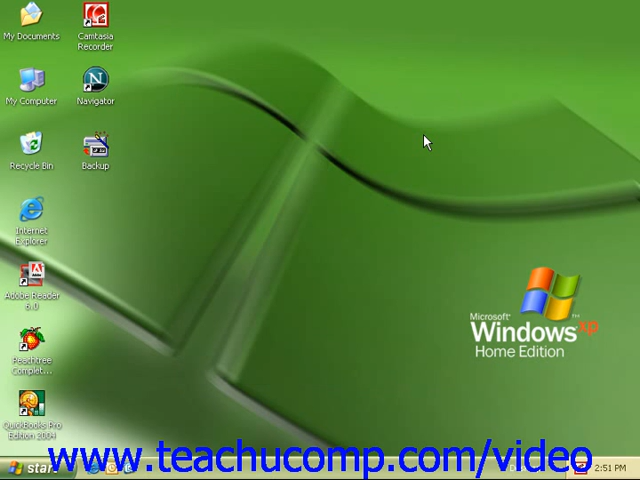 My Documents
Camtasia
Recorder
My Computer
Navigator
Recycle Bin
Backup
Internet
Explorer
Adobe Reader
6.0
Peachtree
Complet...
QuickBooks Pro
Edition 2004
Microsoft®
Windows xp
Home Edition
www.teachucomp.com/video
start
2:51 PM